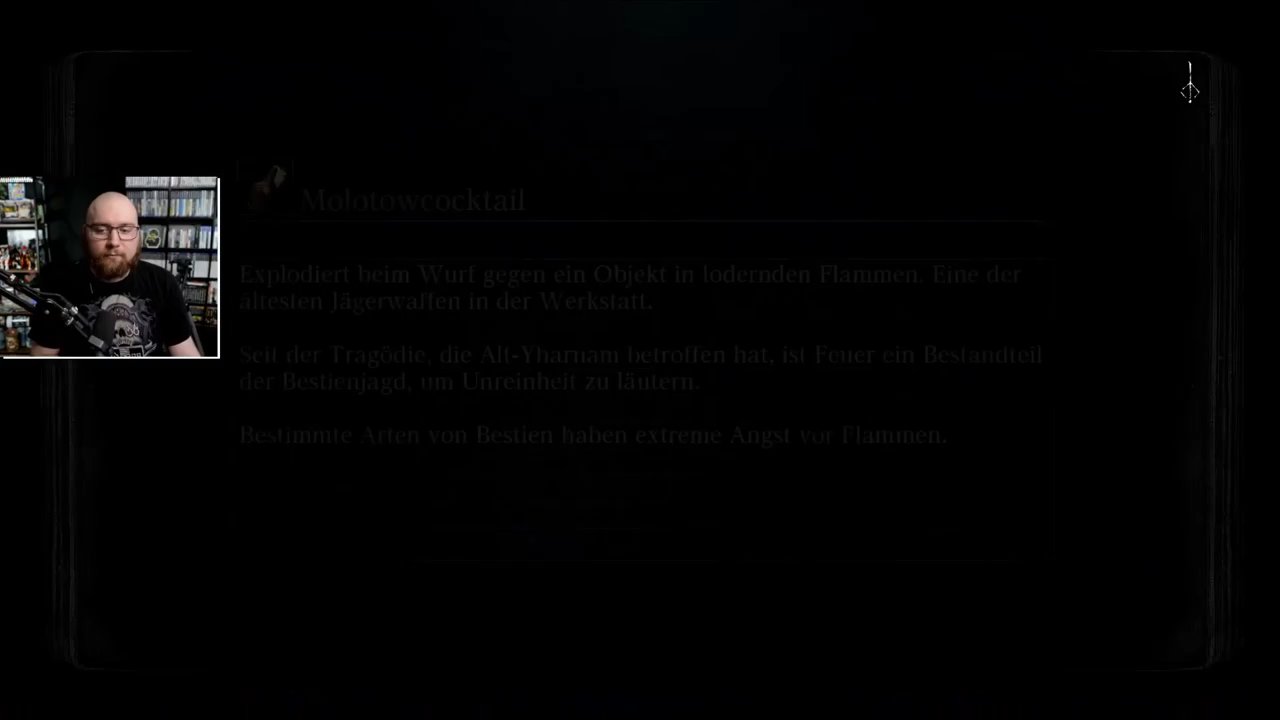 Molotowcocktail
Explodiert beim Wurf gegen ein Objekt in lodernden Flammen. Eine der
ältesten Jägerwaffen in der Werkstatt.
Seit der Tragödie, die Alt-Yharnam betroffen hat, ist Feuer ein Bestandteil
der Bestienjagd, um Unreinheit zu läutern.
Bestimmte Arten von Bestien haben extreme Angst vor Flammen.